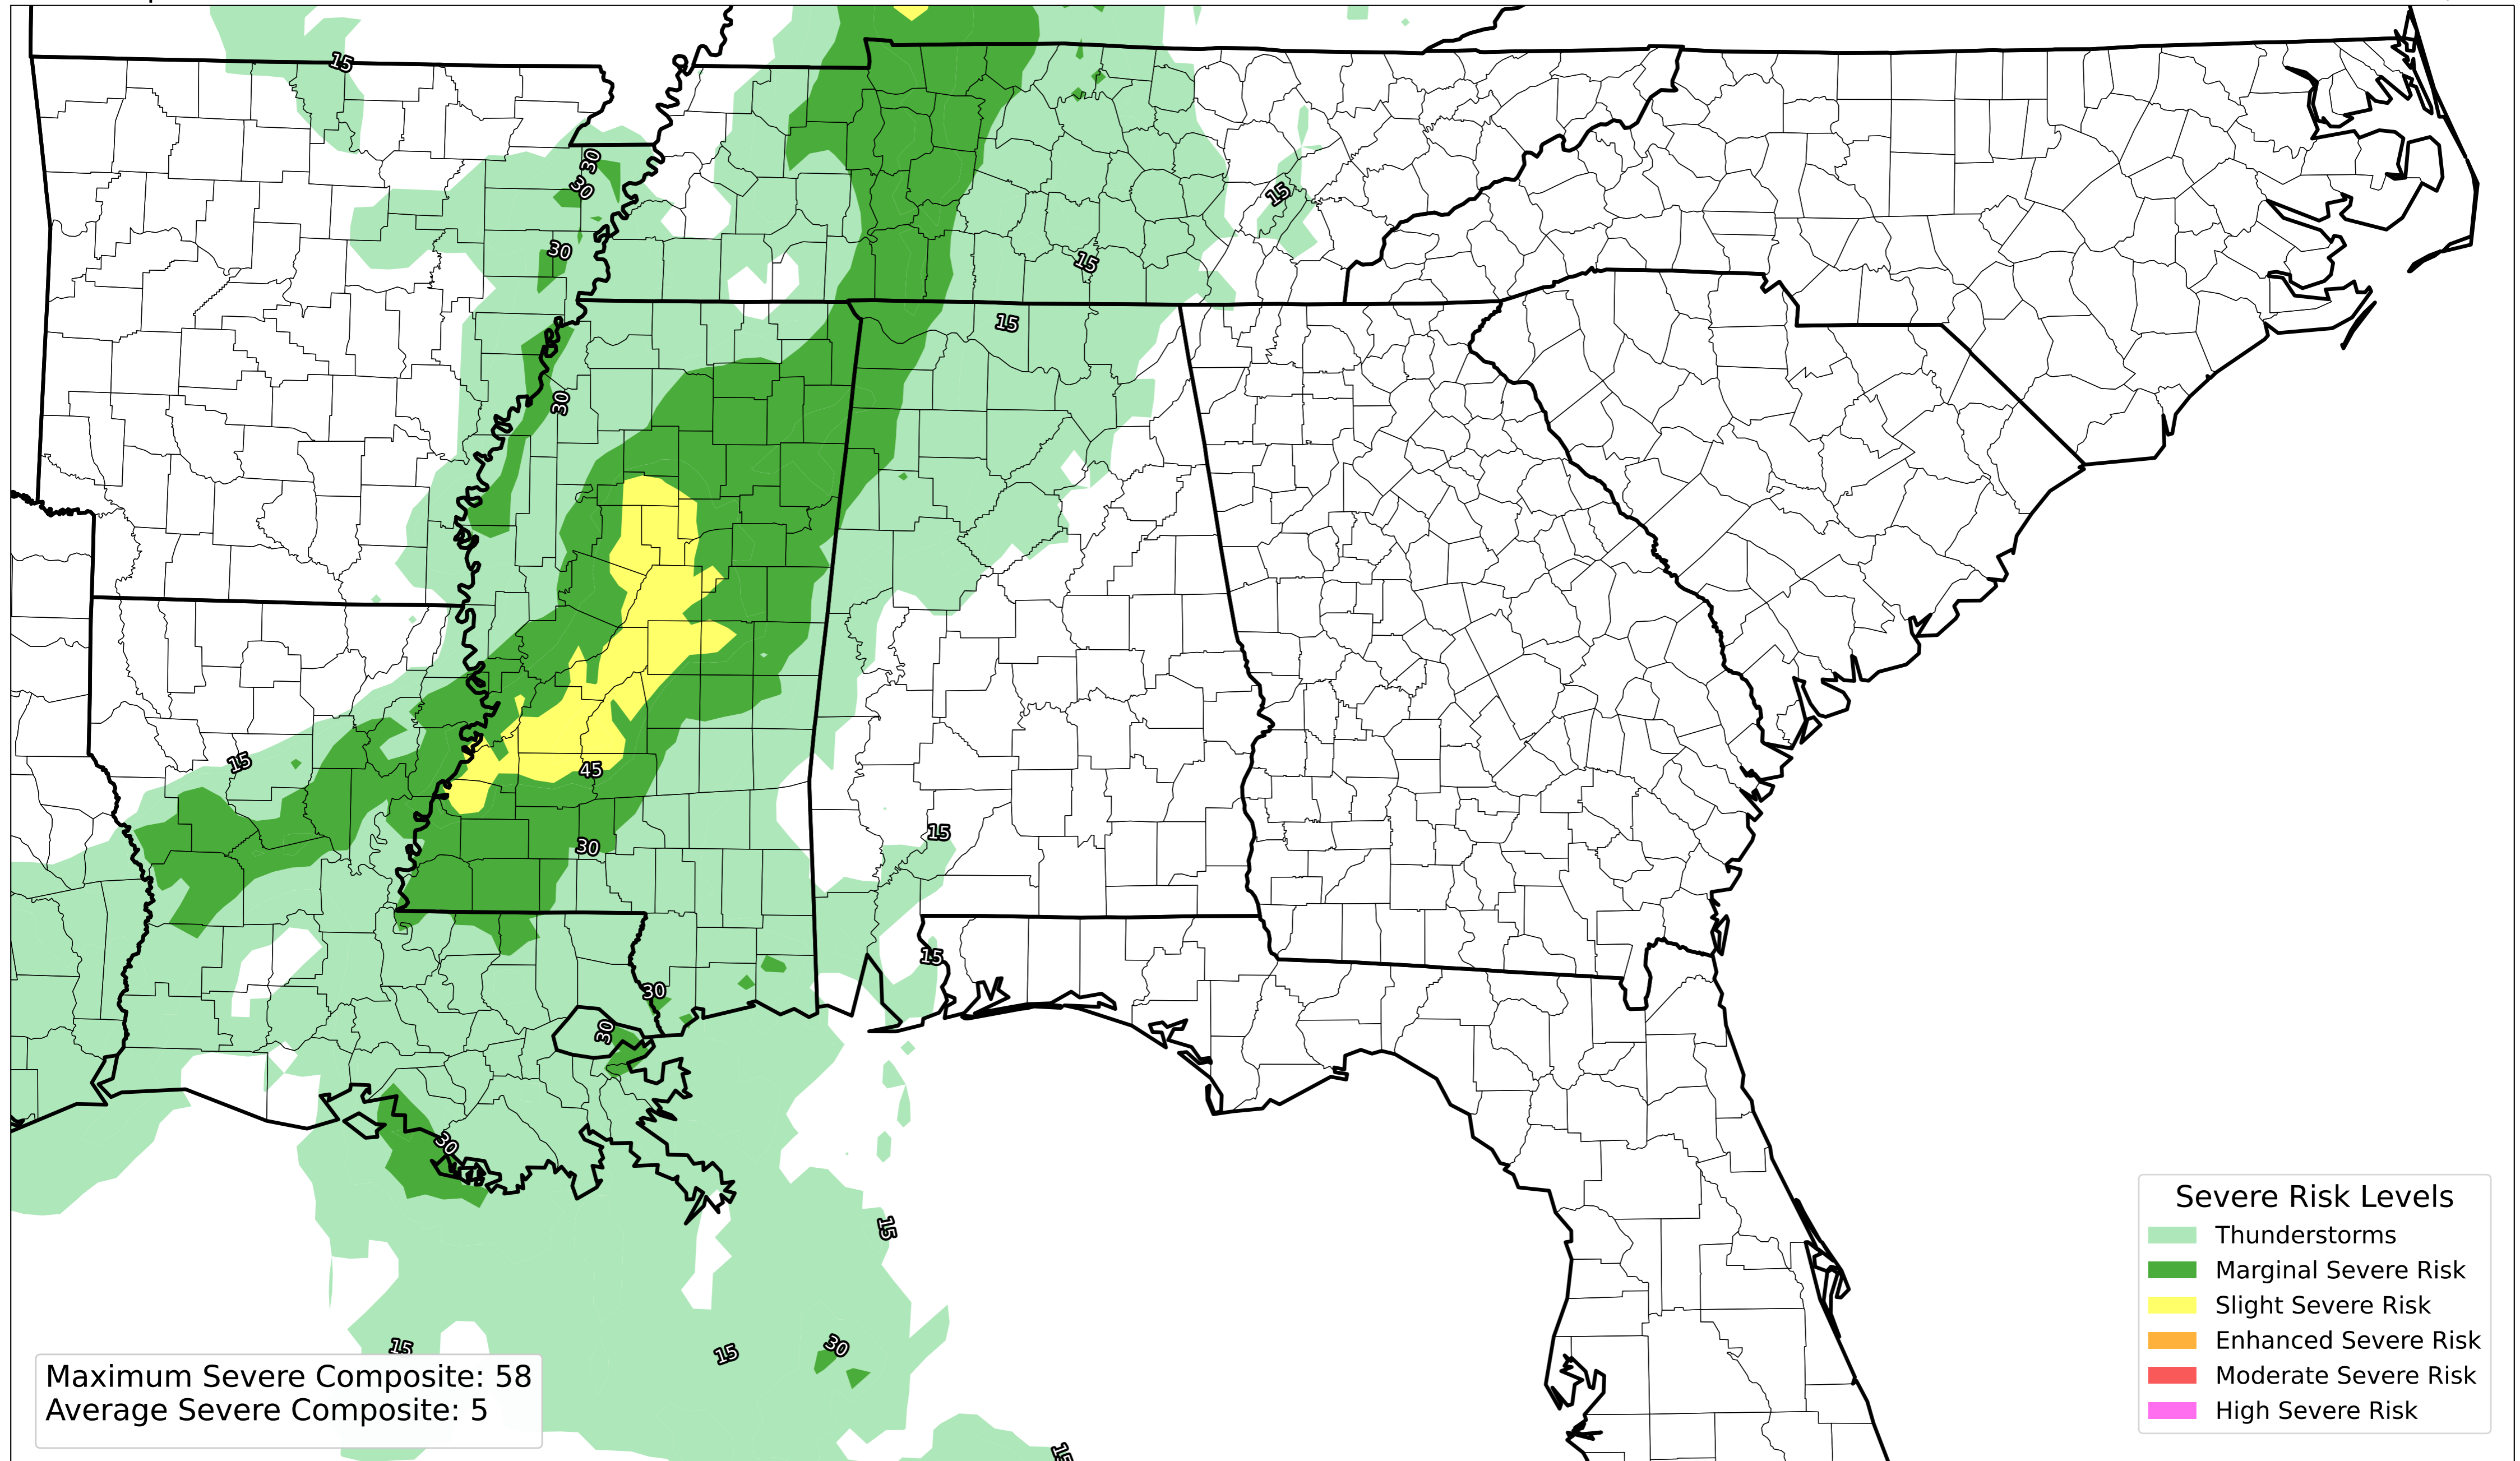 15
30
30
30
15
15
15
30
15
45
15
30
15
30
30
30
15
15
15
30
15
Maximum Severe Composite: 58
Average Severe Composite: 5
Severe Risk Levels
Thunderstorms
Marginal Severe Risk
Slight Severe Risk
Enhanced Severe Risk
Moderate Severe Risk
High Severe Risk